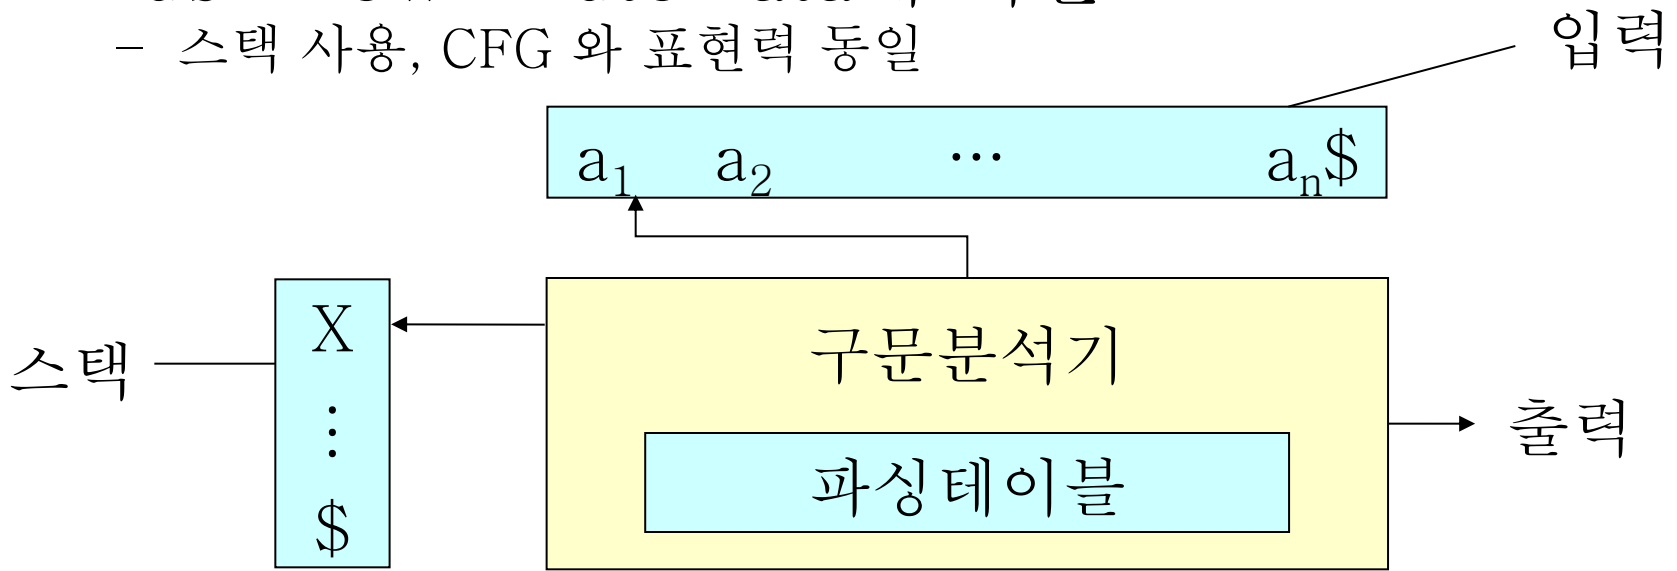 - 스택 사용, CFG 와 표현력 동일
입력
a₁ a₂ ... aₙ$
X
스택
⋮
$
구문분석기
파싱테이블
출력